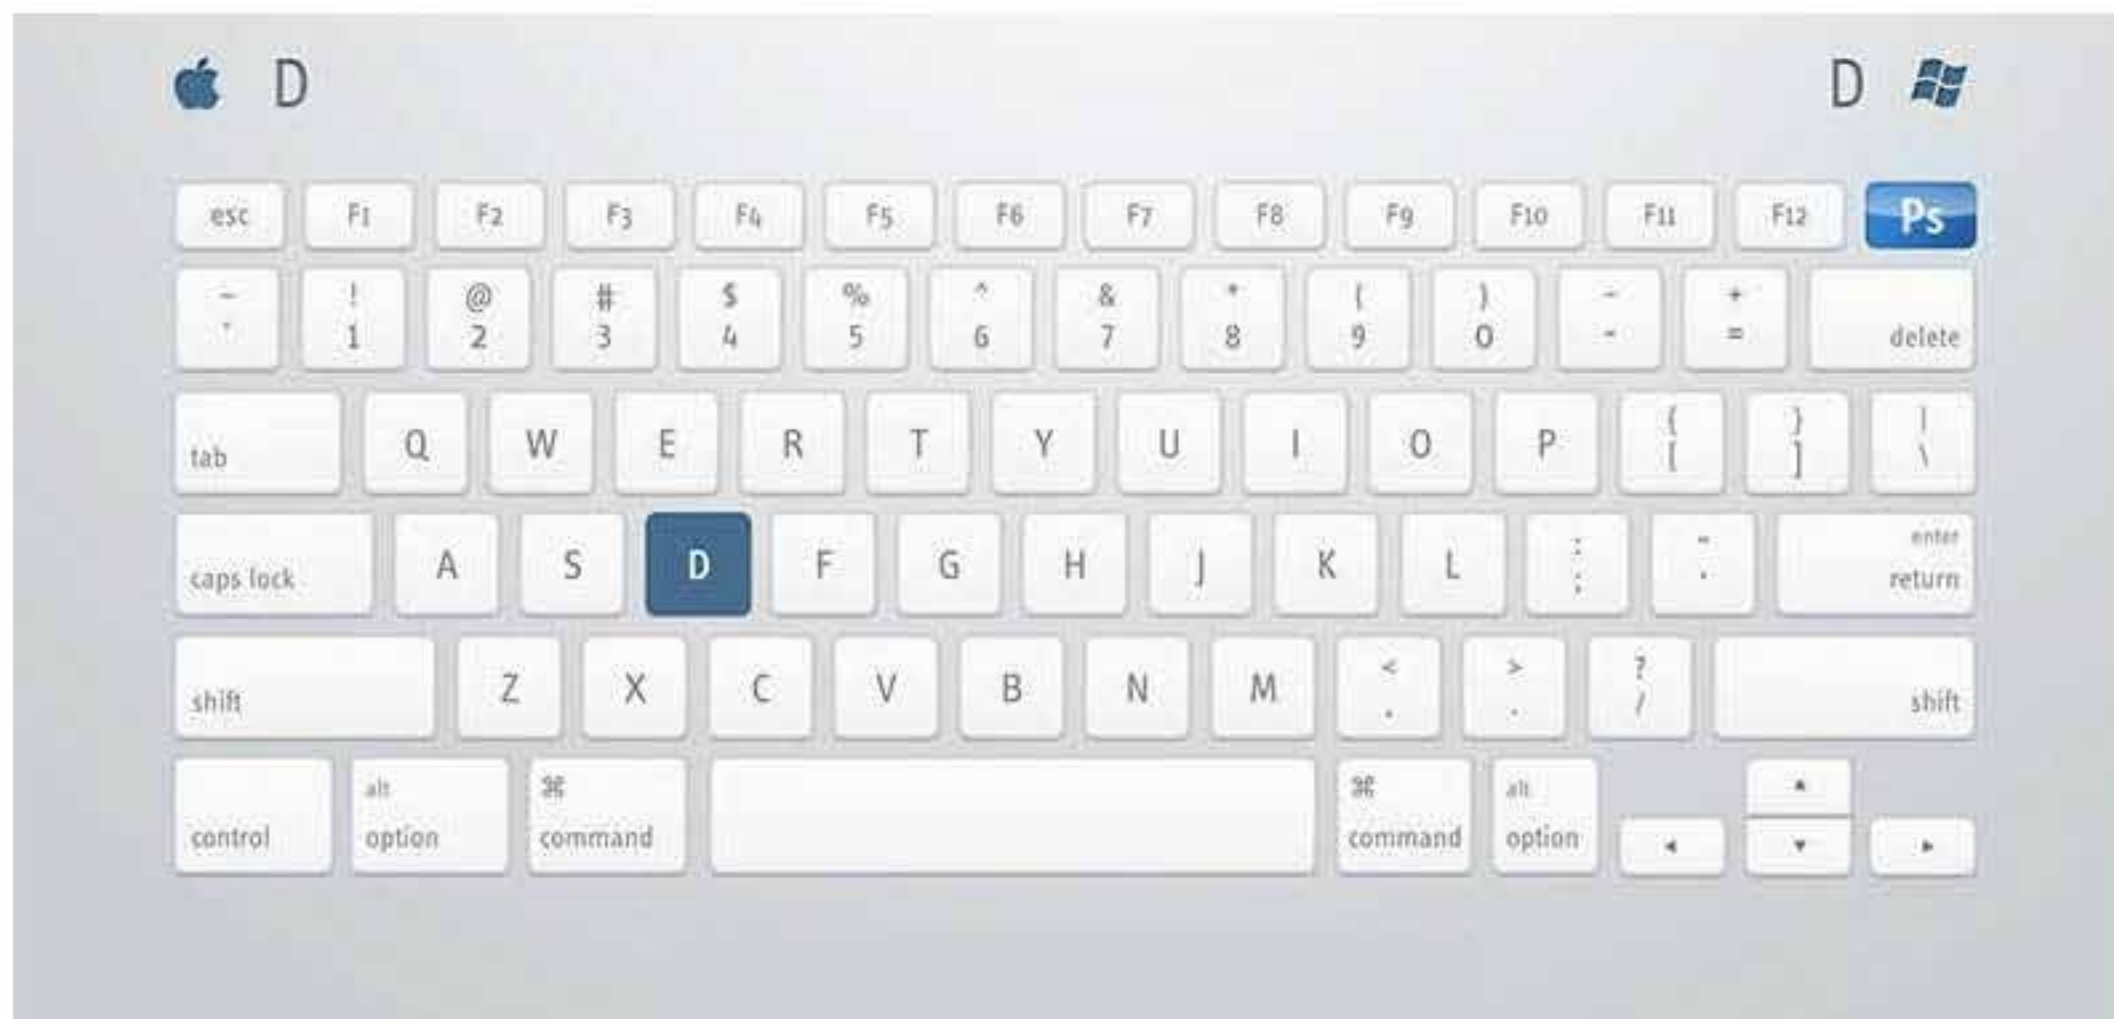 D D
esc F1 F2 F3 F4 F5 F6 F7 F8 F9 F10 F11 F12 Ps
~ ! @ # $ % ^ & * ( ) - +
` 1 2 3 4 5 6 7 8 9 0 - = delete
{ } |
tab Q W E R T Y U I O P [ ] \
: " enter
caps lock A S D F G H J K L ; ' return
< > ?
shift Z X C V B N M , . / shift
alt ⌘ ⌘ alt
control option command command option